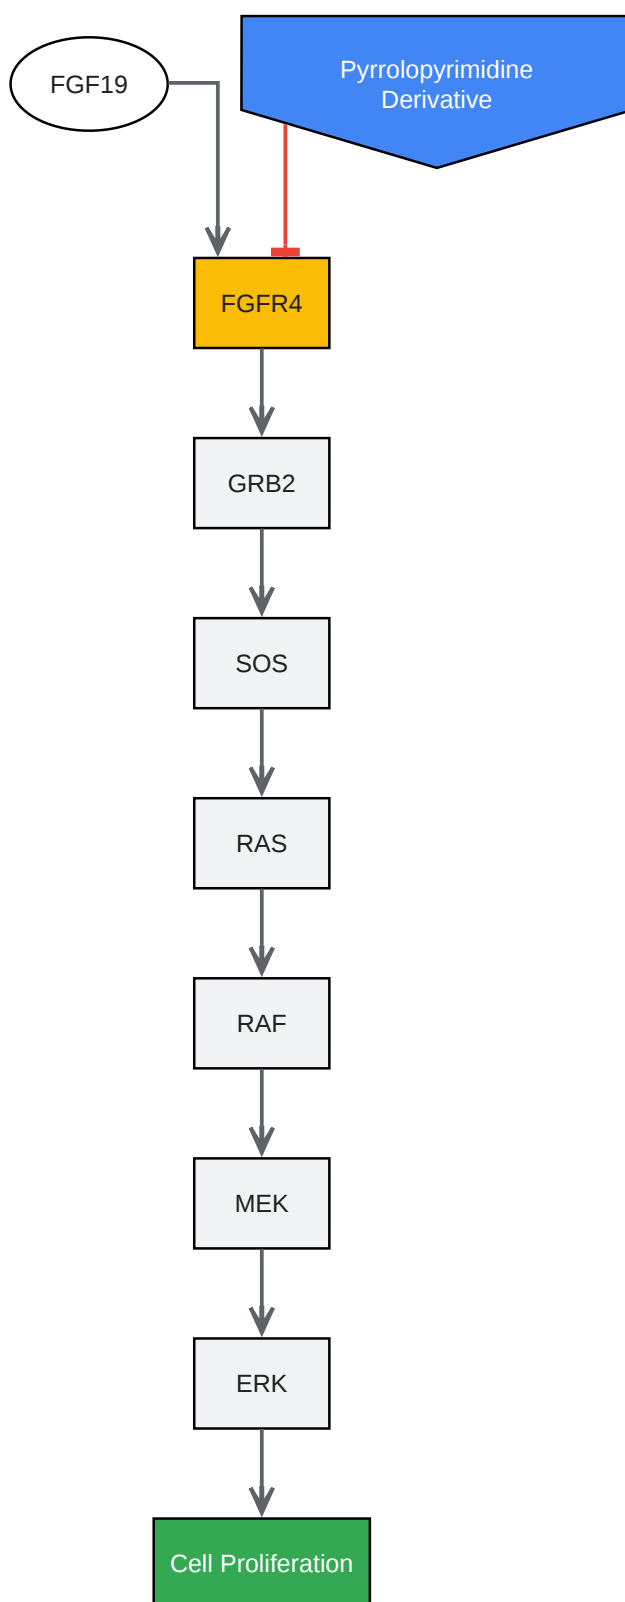 FGF19
Pyrrolopyrimidine
Derivative
FGFR4
GRB2
SOS
RAS
RAF
MEK
ERK
Cell Proliferation